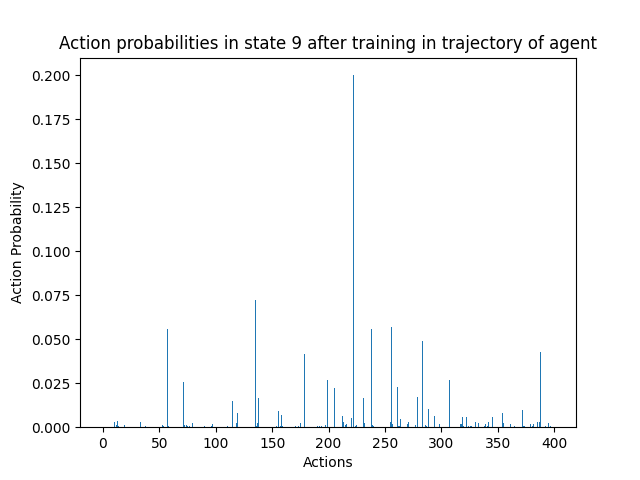 Action probabilities in state 9 after training in trajectory of agent
0.200
0.175
0.150
0.125
0.100
0.075
0.050
0.025
0.000
Action Probability
0 50 100 150 200 250 300 350 400
Actions